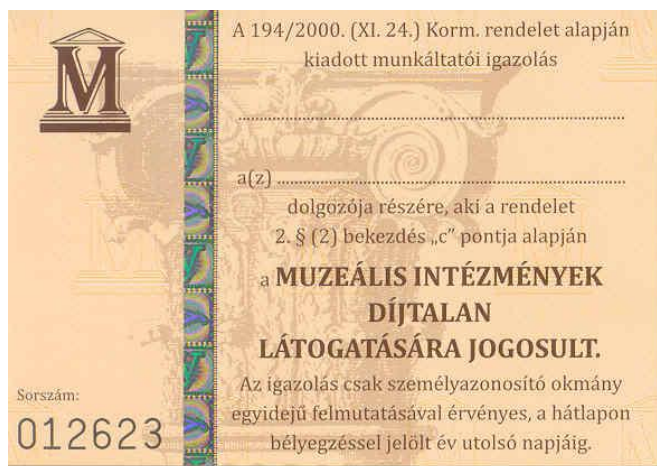 M
A 194/2000. (XI. 24.) Korm. rendelet alapján
kiadott munkáltatói igazolás
a(z)
dolgozója részére, aki a rendelet
2. § (2) bekezdés „c” pontja alapján
a MUZEÁLIS INTÉZMÉNYEK
DÍJTALAN
LÁTOGATÁSÁRA JOGOSULT.
Az igazolás csak személyazonosító okmány
egyidejű felmutatásával érvényes, a hátlapon
bélyegzéssel jelölt év utolsó napjáig.
Sorszám:
012623